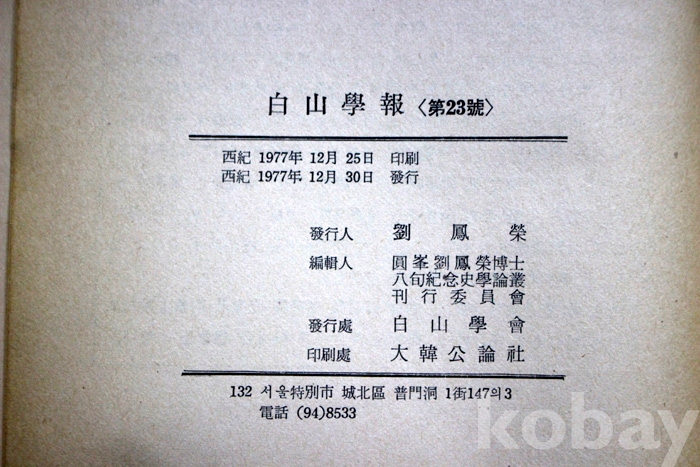 白山學報〈第23號〉
西紀 1977年 12月 25日 印刷
西紀 1977年 12月 30日 發行
發行人 劉鳳榮
編輯人 圓峯劉鳳榮博士
八旬紀念史學論叢
刊行委員會
發行處 白山學會
印刷處 大韓公論社
132 서울特別市 城北區 普門洞 1街147의3
電話 (94)8533
kobay